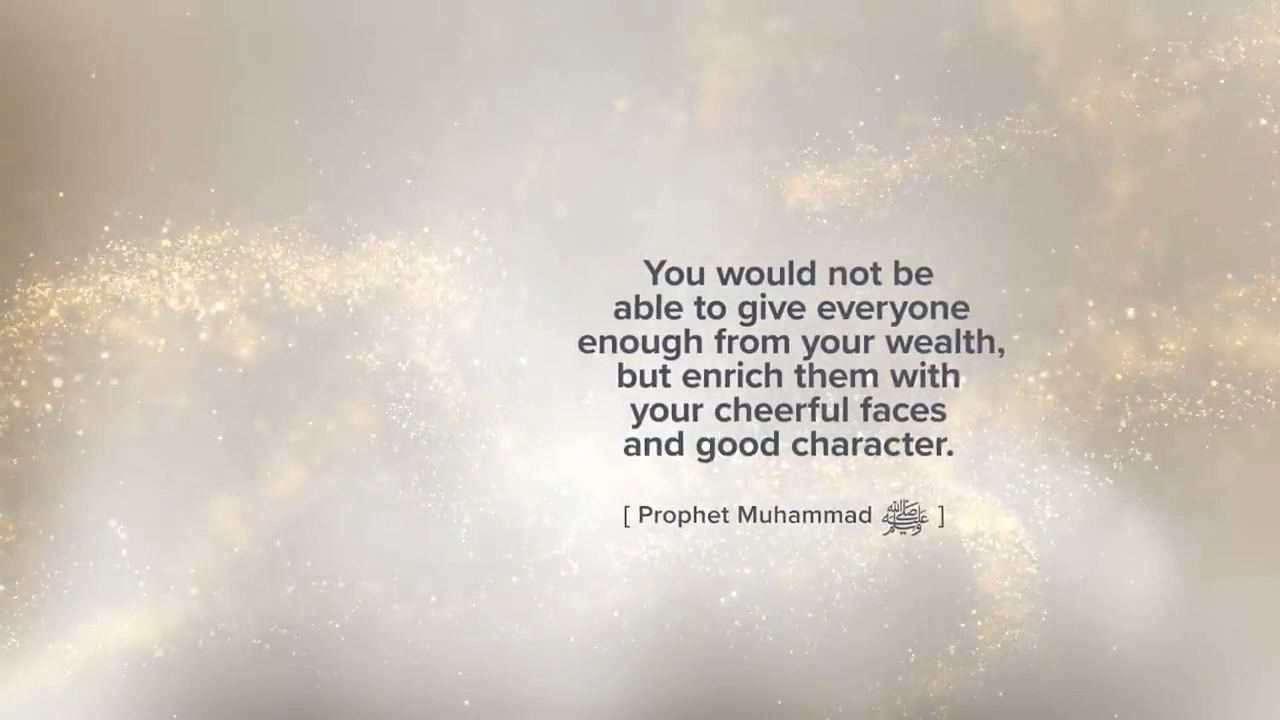 You would not be
able to give everyone
enough from your wealth,
but enrich them with
your cheerful faces
and good character.
[ Prophet Muhammad ﷺ ]